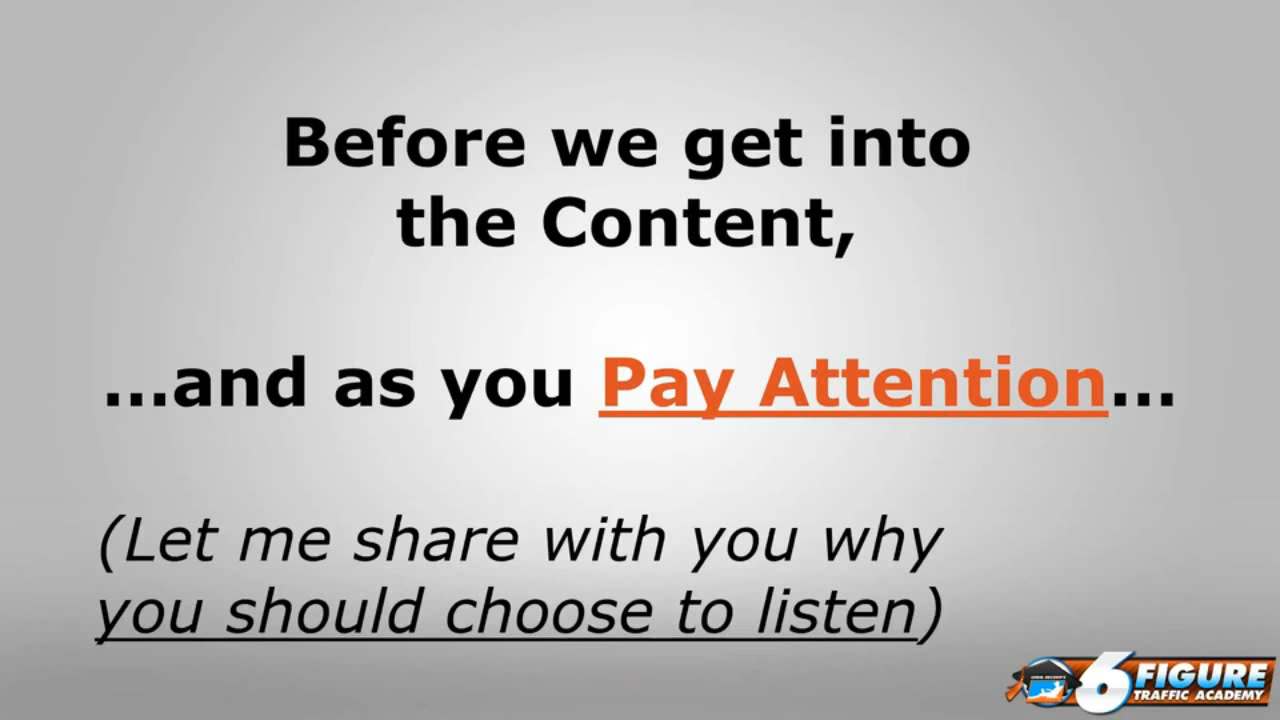 Before we get into
the Content,
...and as you Pay Attention...
(Let me share with you why
you should choose to listen)
6 FIGURE
TRAFFIC ACADEMY